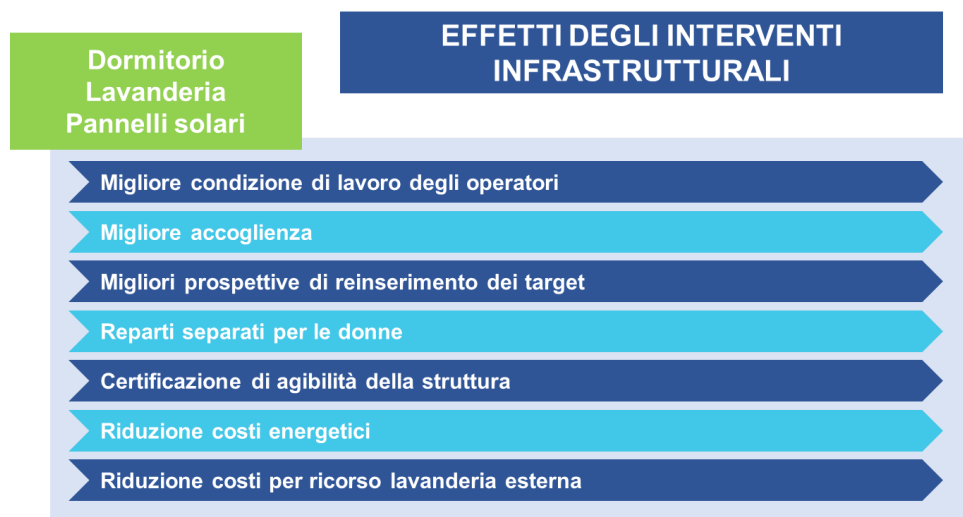 Dormitorio
Lavanderia
Pannelli solari
EFFETTI DEGLI INTERVENTI
INFRASTRUTTURALI
Migliore condizione di lavoro degli operatori
Migliore accoglienza
Migliori prospettive di reinserimento dei target
Reparti separati per le donne
Certificazione di agibilità della struttura
Riduzione costi energetici
Riduzione costi per ricorso lavanderia esterna